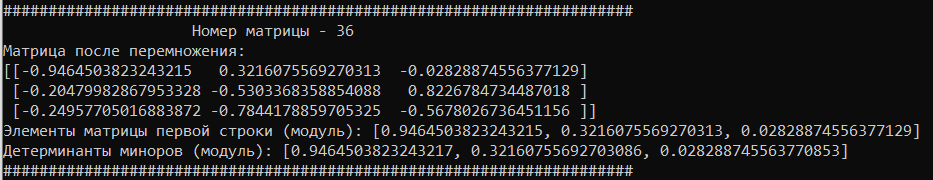 ######################################################################
Номер матрицы - 36
Матрица после перемножения:
[[-0.9464503823243215   0.3216075569270313  -0.02828874556377129]
 [-0.20479982867953328 -0.5303368358854088   0.8226784734487018 ]
 [-0.24957705016883872 -0.7844178859705325  -0.5678026736451156 ]]
Элементы матрицы первой строки (модуль): [0.9464503823243215, 0.3216075569270313, 0.02828874556377129]
Детерминанты миноров (модуль): [0.9464503823243217, 0.32160755692703086, 0.028288745563770853]
######################################################################